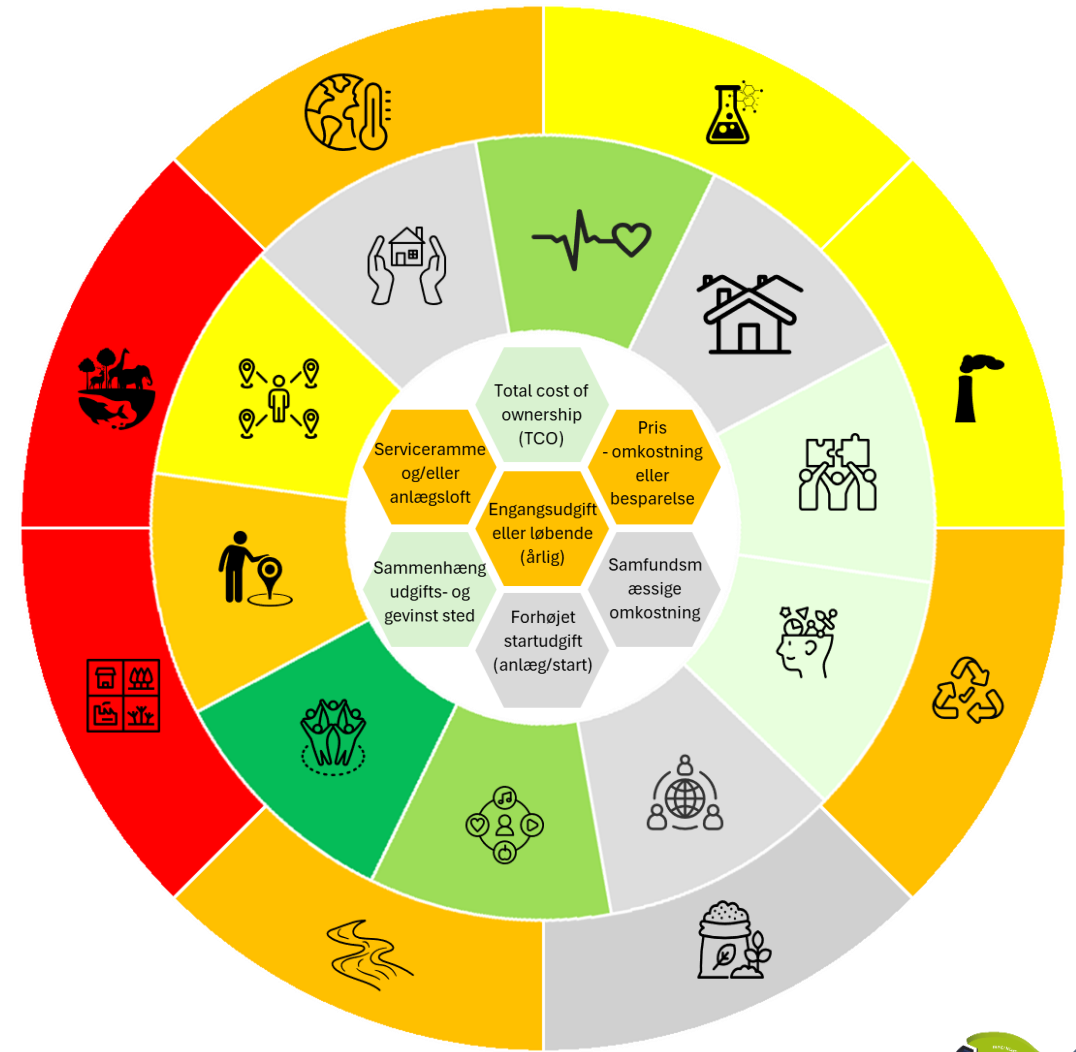 Total cost of
ownership
(TCO)
Serviceramme
og/eller
anlægsloft
Pris
- omkostning
eller
besparelse
Engangsudgift
eller løbende
(årlig)
Sammenhæng
udgifts- og
gevinst sted
Samfundsm
æssige
omkostning
Forhøjet
startudgift
(anlæg/start)